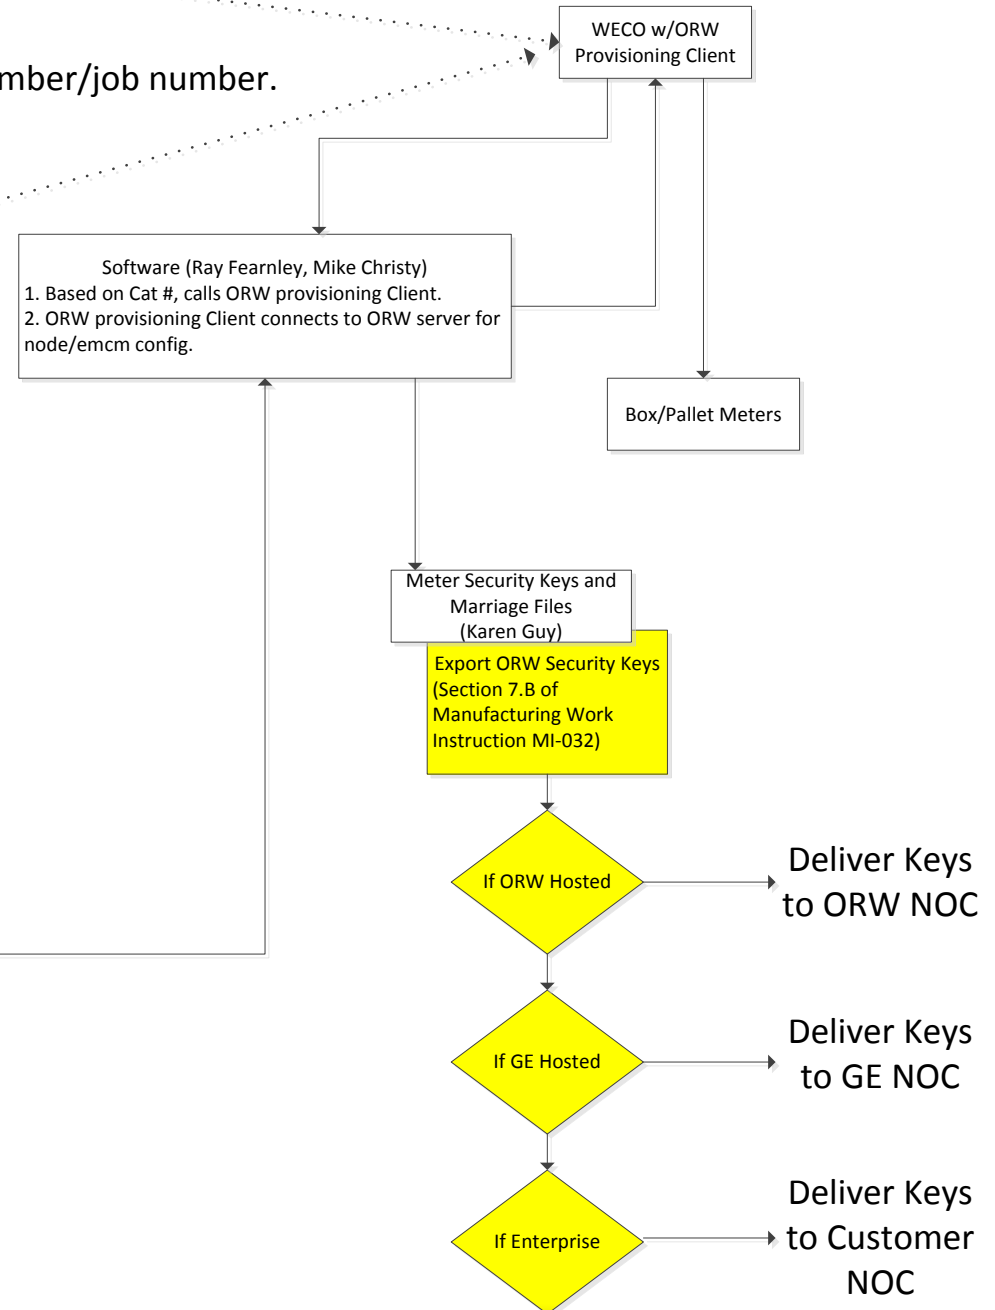 WECO w/ORW
Provisioning Client
mber/job number.
Software (Ray Fearnley, Mike Christy)
1. Based on Cat #, calls ORW provisioning Client.
2. ORW provisioning Client connects to ORW server for
node/emcm config.
Box/Pallet Meters
Meter Security Keys and
Marriage Files
(Karen Guy)
Export ORW Security Keys
(Section 7.B of
Manufacturing Work
Instruction MI-032)
If ORW Hosted
Deliver Keys
to ORW NOC
If GE Hosted
Deliver Keys
to GE NOC
If Enterprise
Deliver Keys
to Customer
NOC